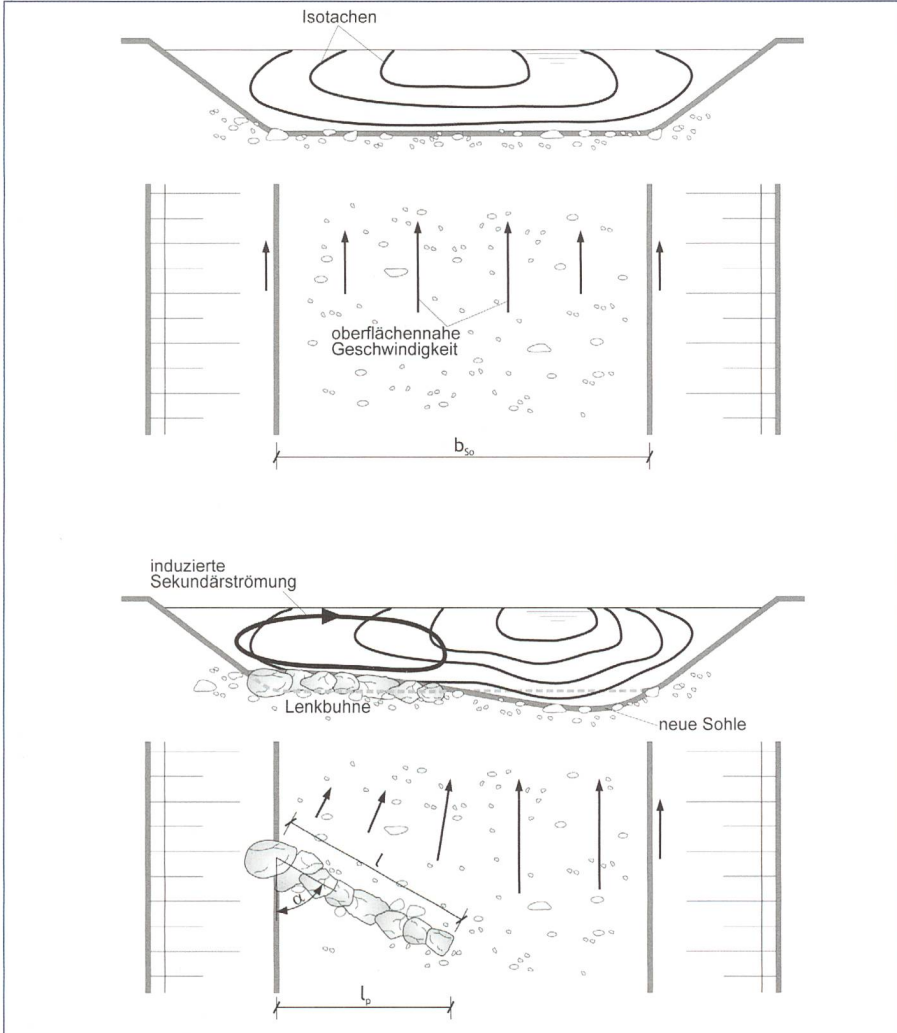 Isotachen
oberflächennahe
Geschwindigkeit
bSo
induzierte
Sekundärströmung
Lenkbuhne
neue Sohle
l
α
lp